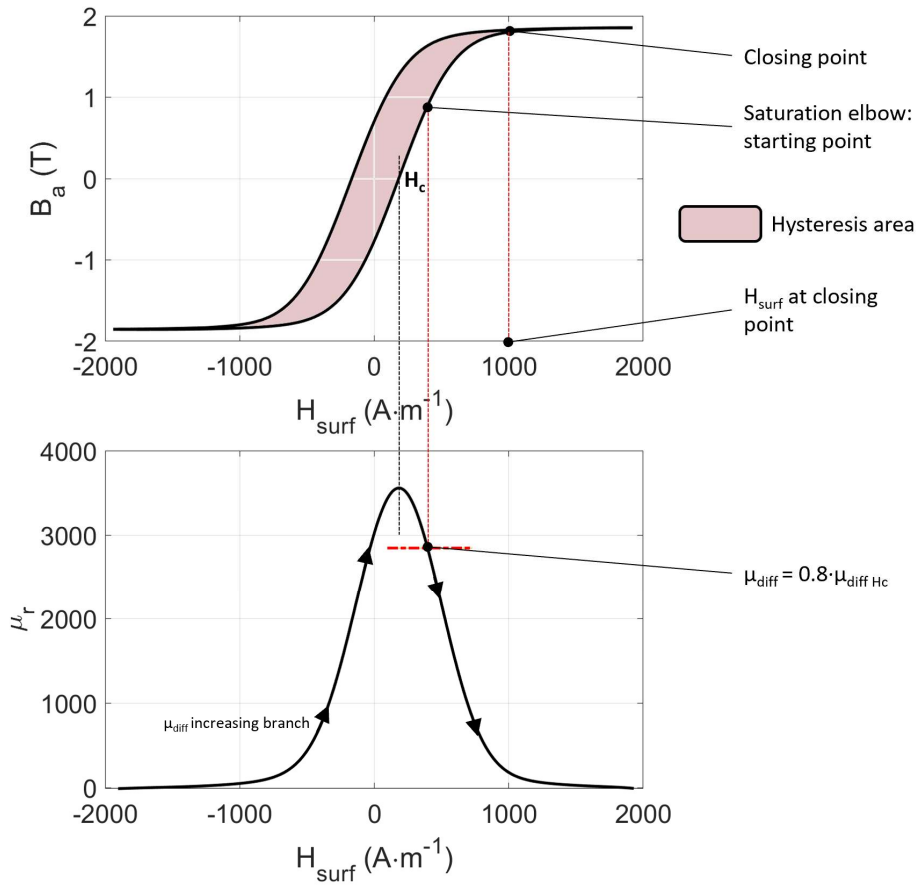 2
1
0
-1
-2
B_a (T)
-2000 -1000 0 1000 2000
H_surf (A·m⁻¹)
H_c
Closing point
Saturation elbow:
starting point
Hysteresis area
H_surf at closing
point
4000
3000
2000
1000
0
μ_r
-2000 -1000 0 1000 2000
H_surf (A·m⁻¹)
μ_diff increasing branch
μ_diff = 0.8·μ_diff Hc